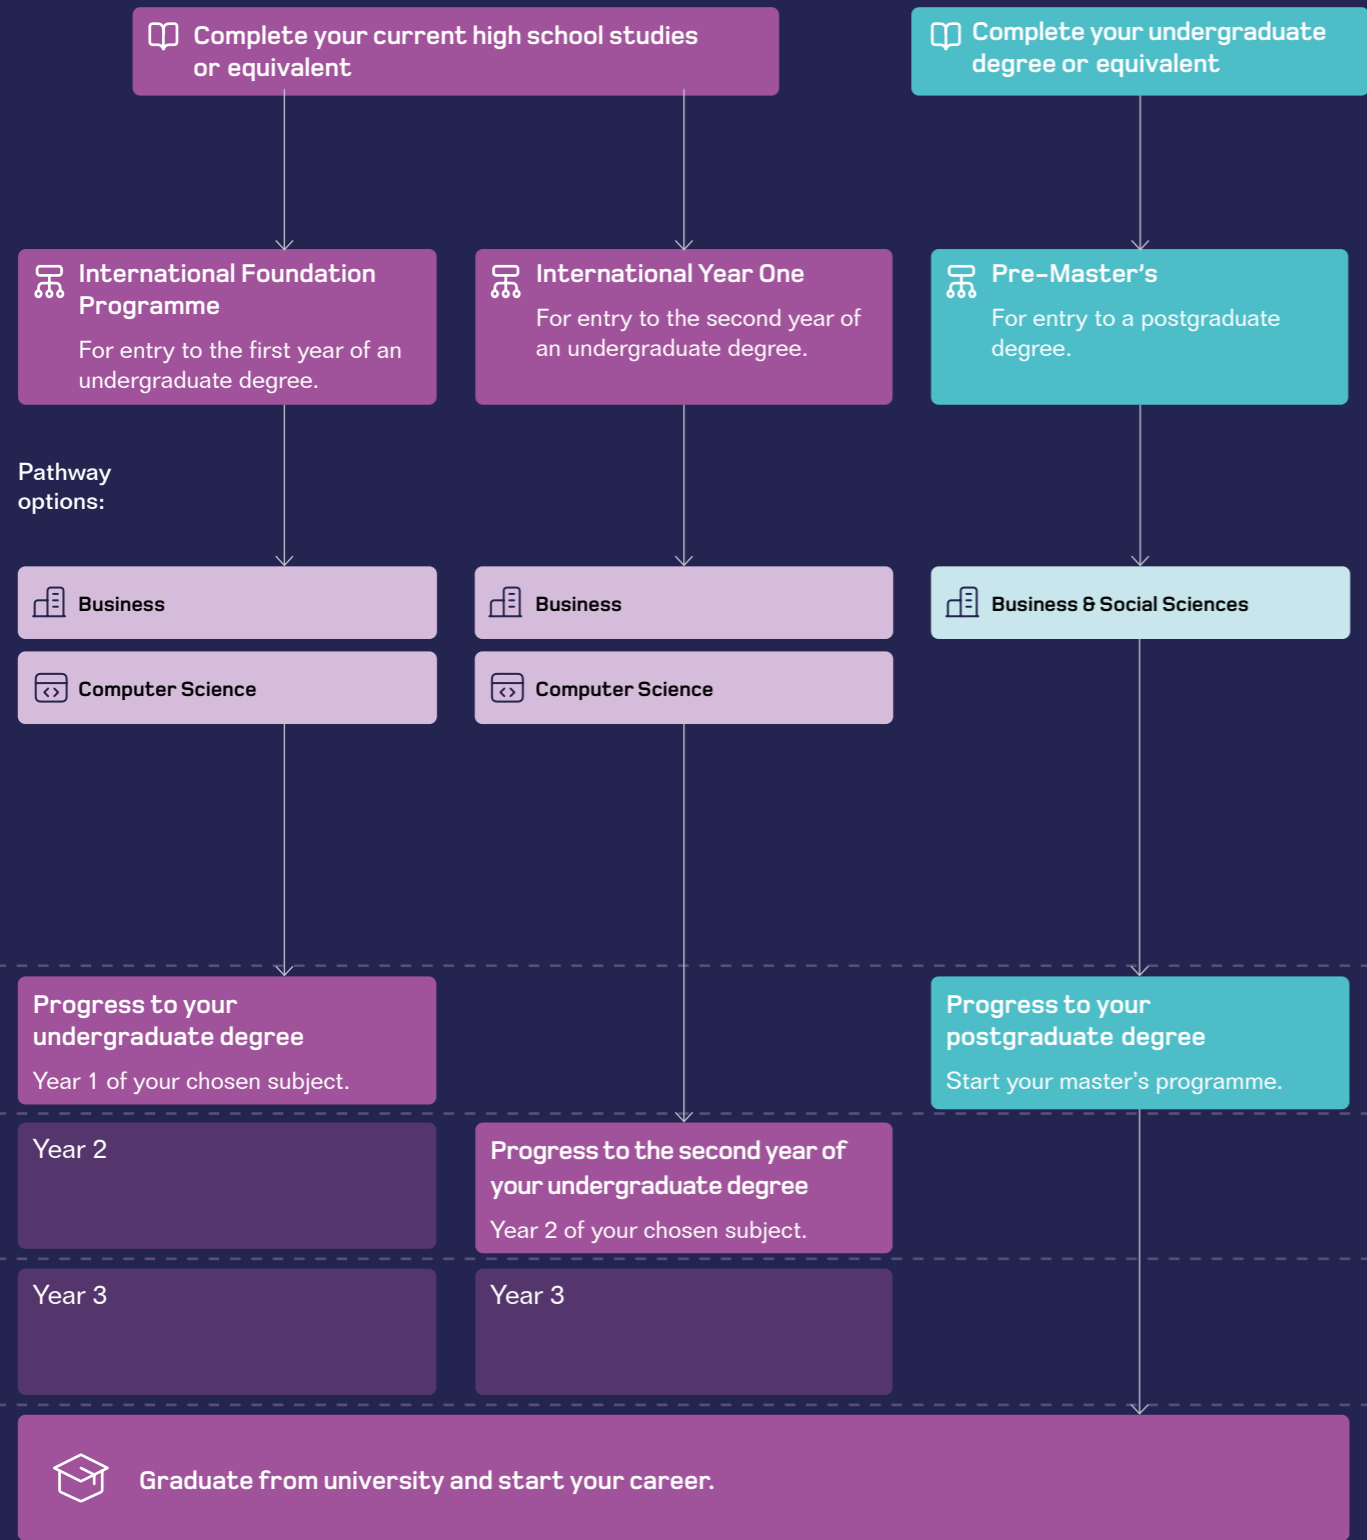 Complete your current high school studies
or equivalent
Complete your undergraduate
degree or equivalent
International Foundation
Programme
For entry to the first year of an
undergraduate degree.
International Year One
For entry to the second year of
an undergraduate degree.
Pre-Master's
For entry to a postgraduate
degree.
Pathway
options:
Business
Computer Science
Business
Computer Science
Business & Social Sciences
Progress to your
undergraduate degree
Year 1 of your chosen subject.
Year 2
Year 3
Progress to the second year of
your undergraduate degree
Year 2 of your chosen subject.
Year 3
Progress to your
postgraduate degree
Start your master’s programme.
Graduate from university and start your career.